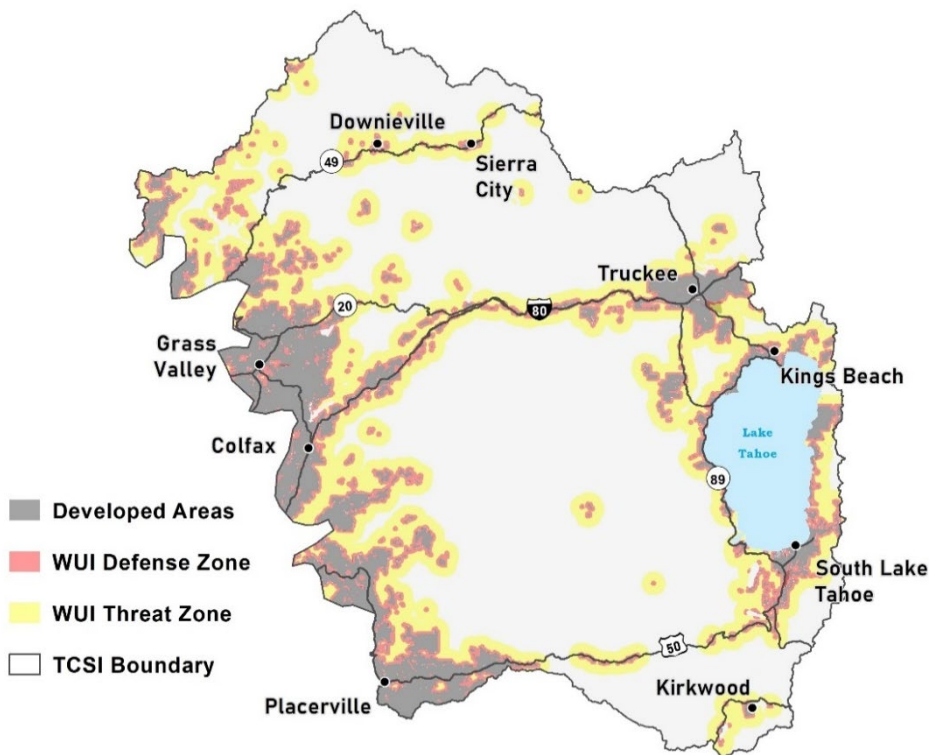 Downieville
49
Sierra
City
Truckee
20
80
Grass
Valley
Kings Beach
Colfax
Lake
Tahoe
89
Developed Areas
WUI Defense Zone
South Lake
Tahoe
WUI Threat Zone
50
TCSI Boundary
Kirkwood
Placerville